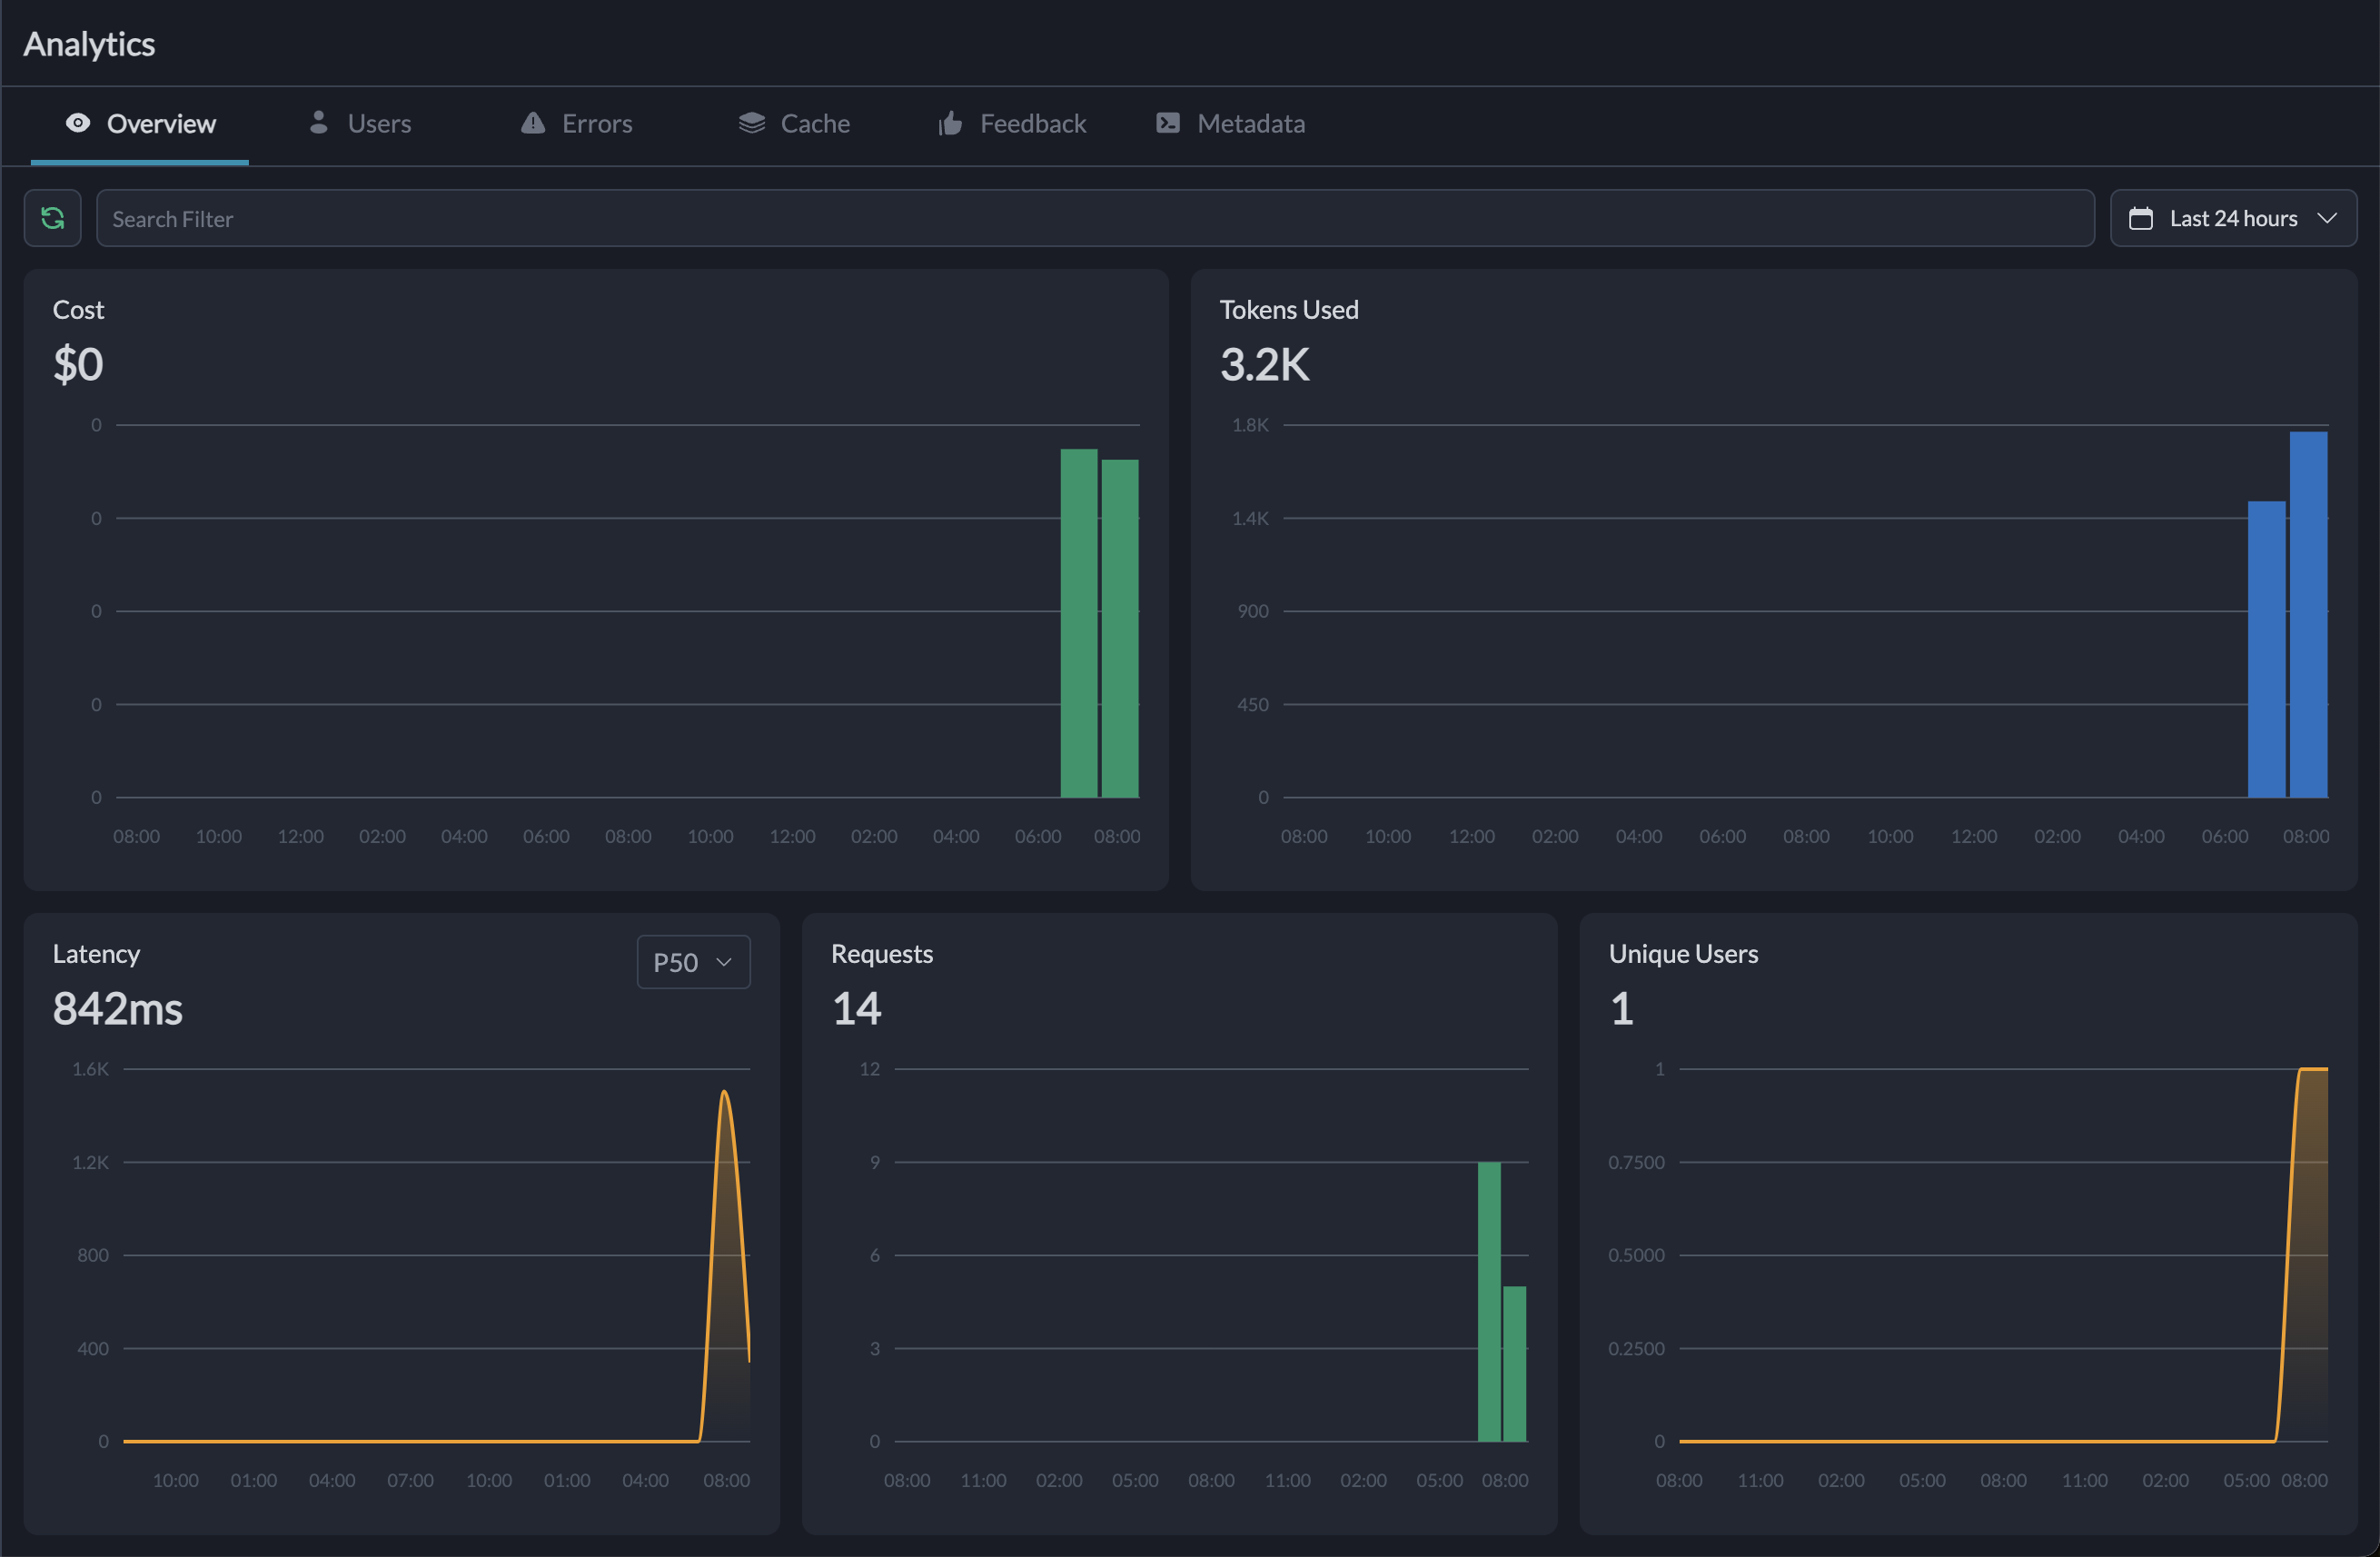 Analytics
Overview Users Errors Cache Feedback Metadata
Search Filter Last 24 hours
Cost
$0
0
0
0
0
0
08:00 10:00 12:00 02:00 04:00 06:00 08:00 10:00 12:00 02:00 04:00 06:00 08:00
Tokens Used
3.2K
1.8K
1.4K
900
450
0
08:00 10:00 12:00 02:00 04:00 06:00 08:00 10:00 12:00 02:00 04:00 06:00 08:00
Latency P50
842ms
1.6K
1.2K
800
400
0
10:00 01:00 04:00 07:00 10:00 01:00 04:00 08:00
Requests
14
12
9
6
3
0
08:00 11:00 02:00 05:00 08:00 11:00 02:00 05:00 08:00
Unique Users
1
1
0.7500
0.5000
0.2500
0
08:00 11:00 02:00 05:00 08:00 11:00 02:00 05:00 08:00